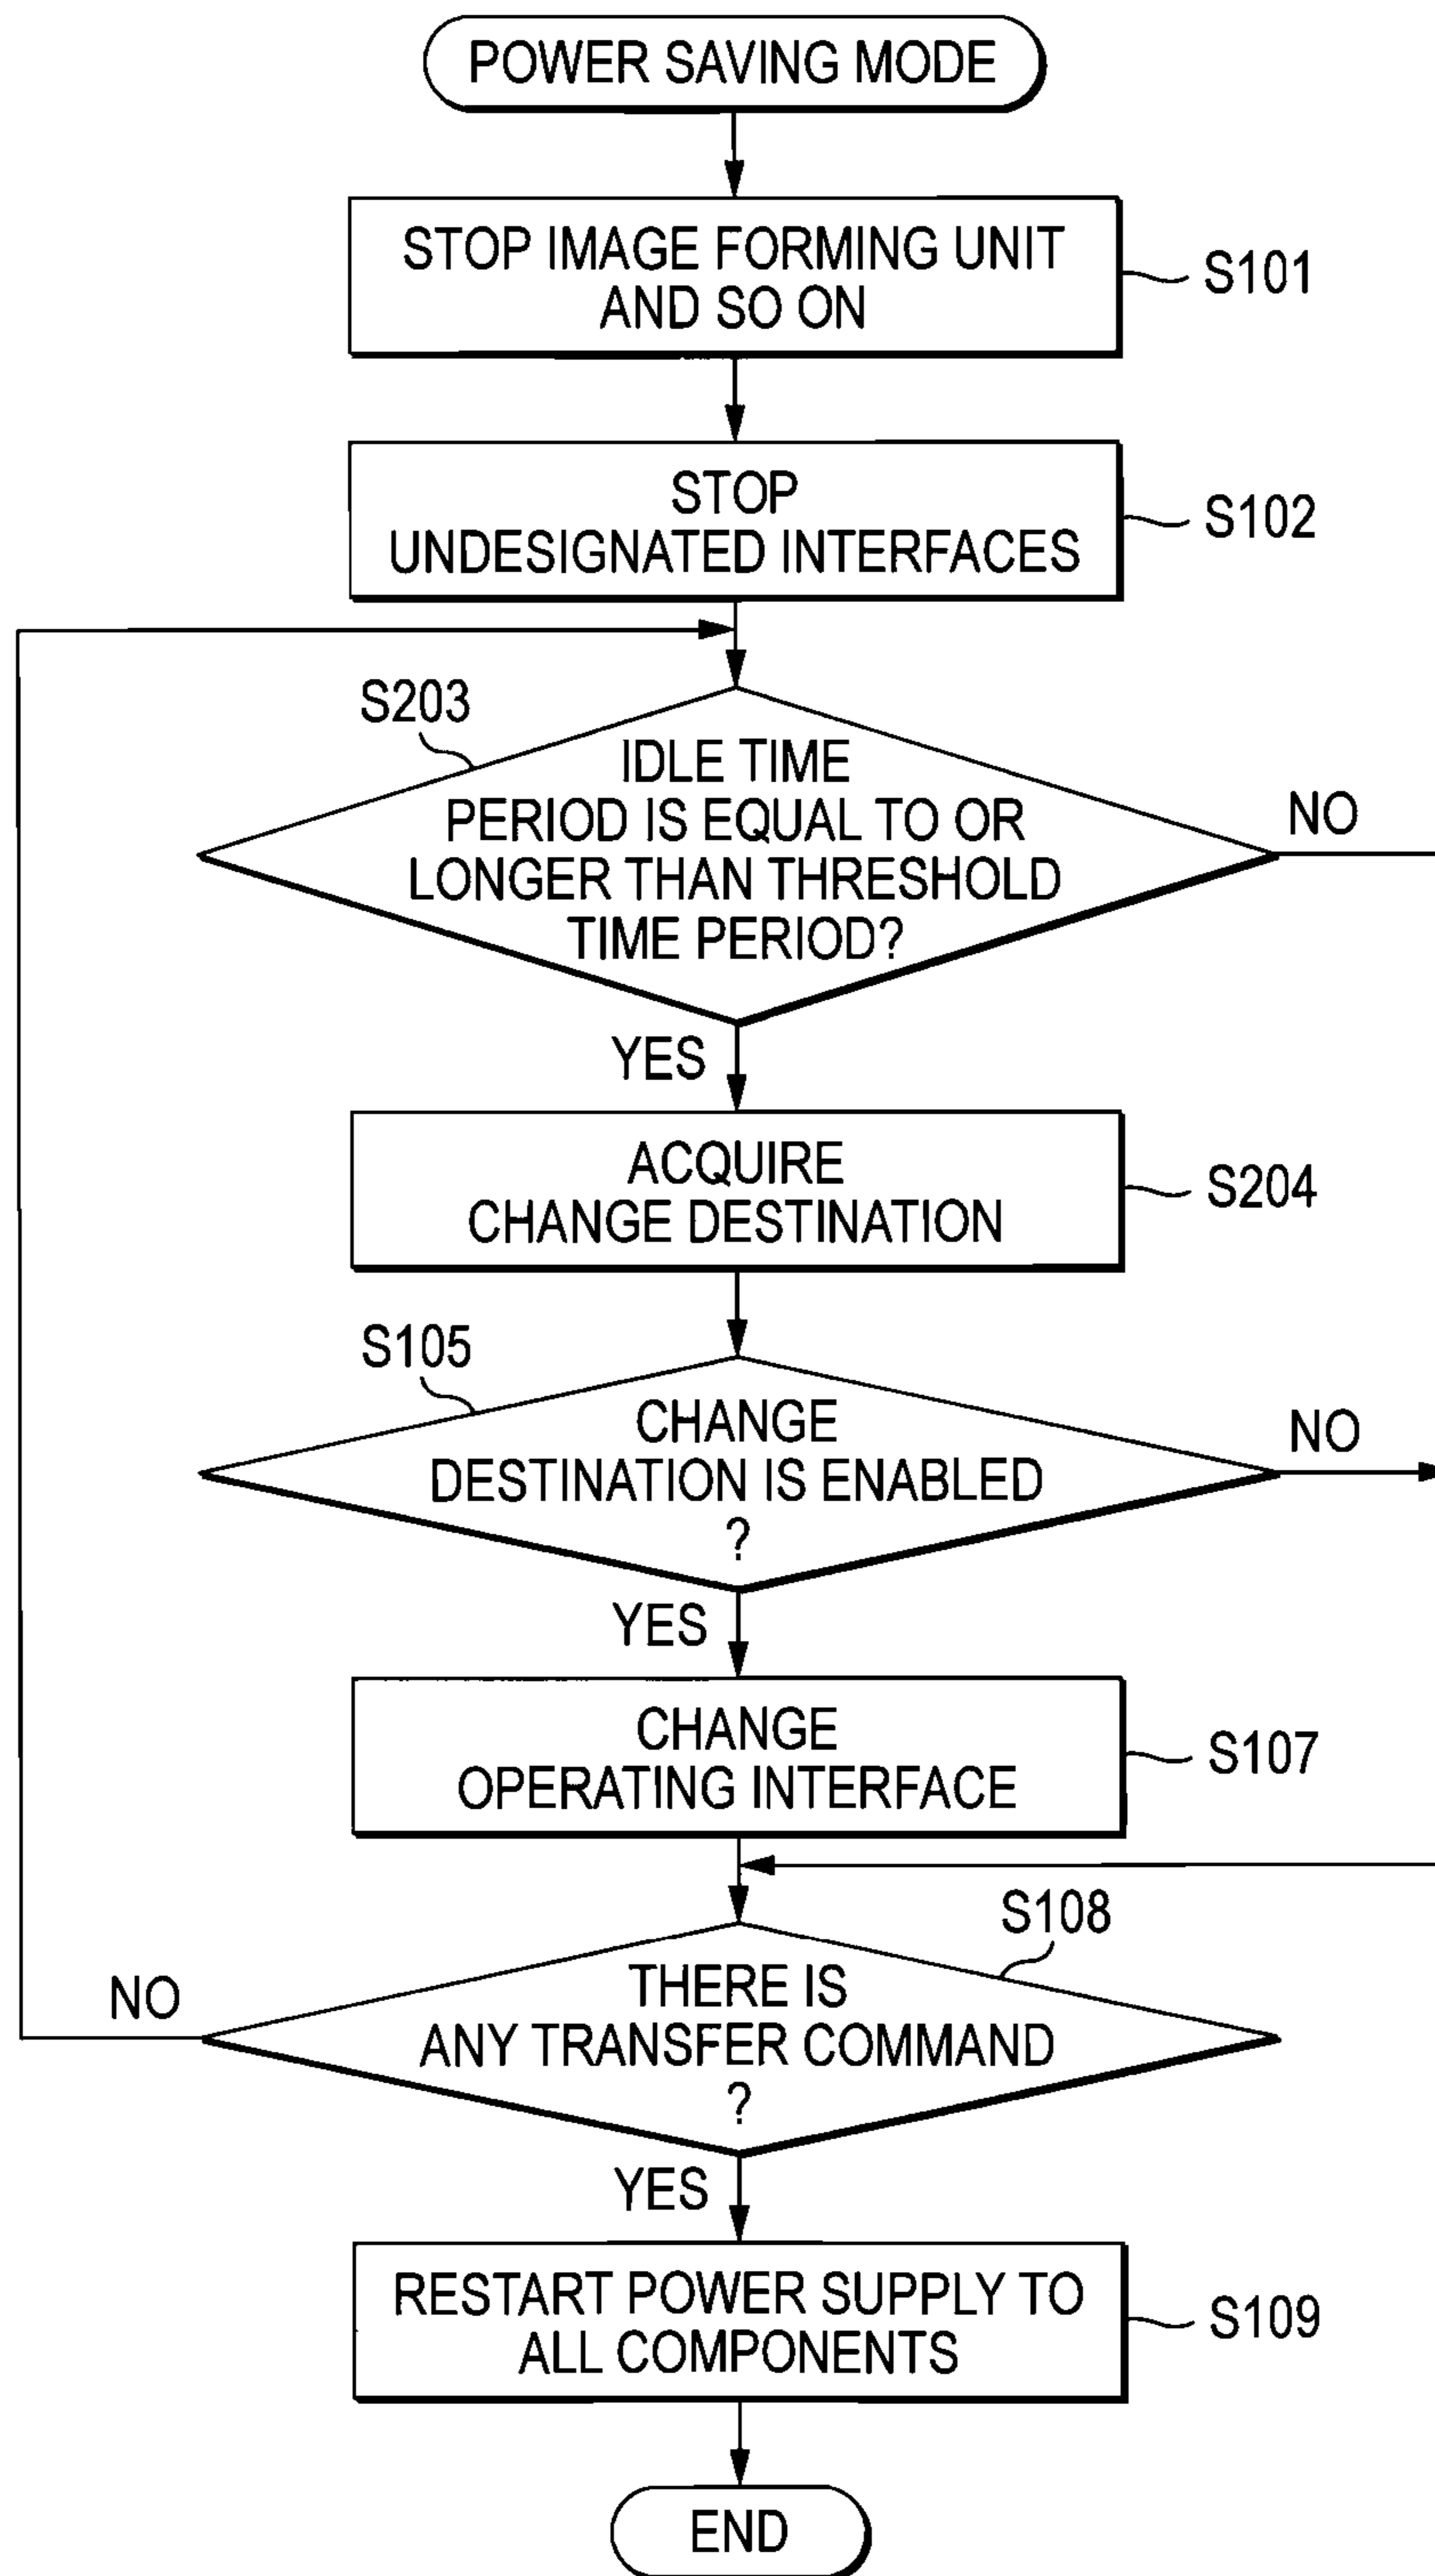 POWER SAVING MODE
STOP IMAGE FORMING UNIT
AND SO ON
S101
STOP
UNDESIGNATED INTERFACES
S102
S203
IDLE TIME
PERIOD IS EQUAL TO OR
LONGER THAN THRESHOLD
TIME PERIOD?
NO
YES
ACQUIRE
CHANGE DESTINATION
S204
S105
CHANGE
DESTINATION IS ENABLED
?
NO
YES
CHANGE
OPERATING INTERFACE
S107
S108
THERE IS
ANY TRANSFER COMMAND
?
NO
YES
RESTART POWER SUPPLY TO
ALL COMPONENTS
S109
END